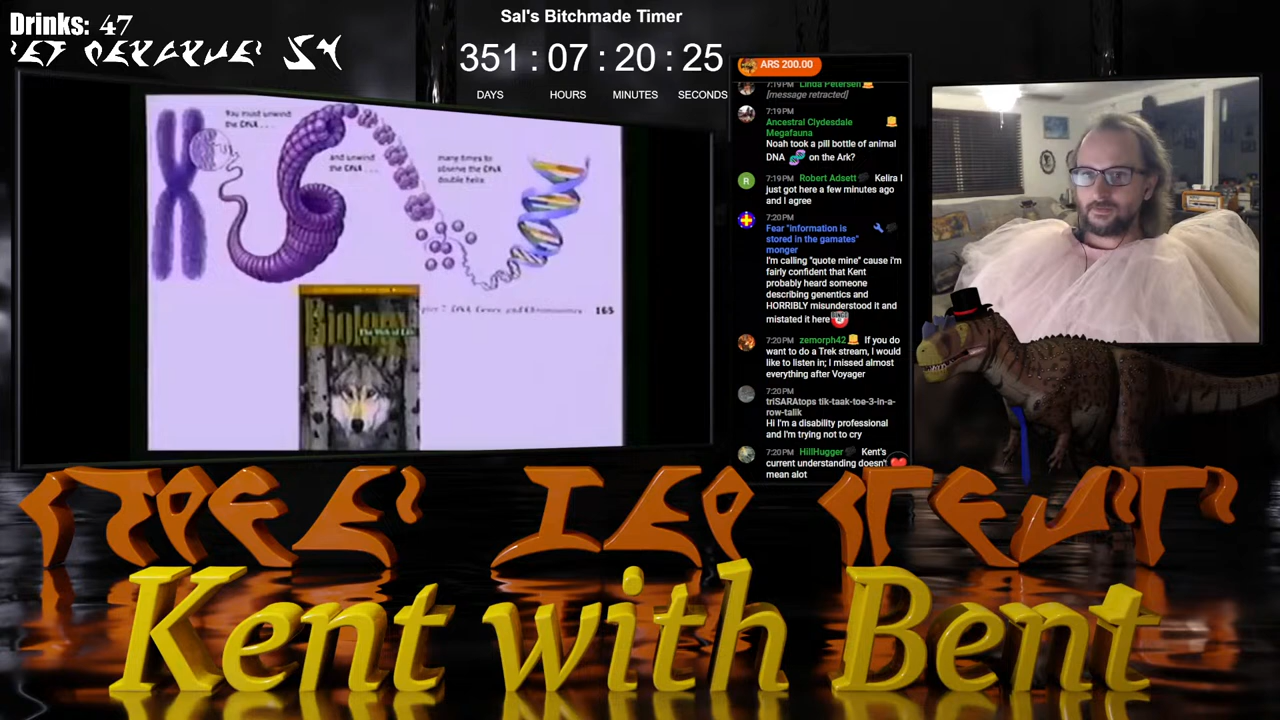 Drinks: 47
Sal's Bitchmade Timer
351 : 07 : 20 : 25
DAYS HOURS MINUTES SECONDS
You must unwind
the DNA . . .
and unwind
the DNA . . .
many times to
observe the DNA
double helix.
DNA, Genes, and Chromosomes 165
Biology
The Web of Life
ARS 200.00
7:19PM Linda Petersen
[message retracted]
7:19PM
Ancestral Clydesdale
Megafauna
Noah took a pill bottle of animal
DNA 🧬 on the Ark?
R
7:19PM Robert Adsett Kelira I
just got here a few minutes ago
and I agree
7:20PM
Fear "information is
stored in the gamates"
monger
I'm calling "quote mine" cause i'm
fairly confident that Kent
probably heard someone
describing genentics and
HORRIBLY misunderstood it and
mistated it here
7:20PM zemorph42 If you do
want to do a Trek stream, I would
like to listen in; I missed almost
everything after Voyager
7:20PM
triSARAtops tik-taak-toe-3-in-a-
row-talik
Hi I'm a disability professional
and I'm trying not to cry
7:20PM HillHugger Kent's
current understanding doesn't
mean alot
Kent with Bent